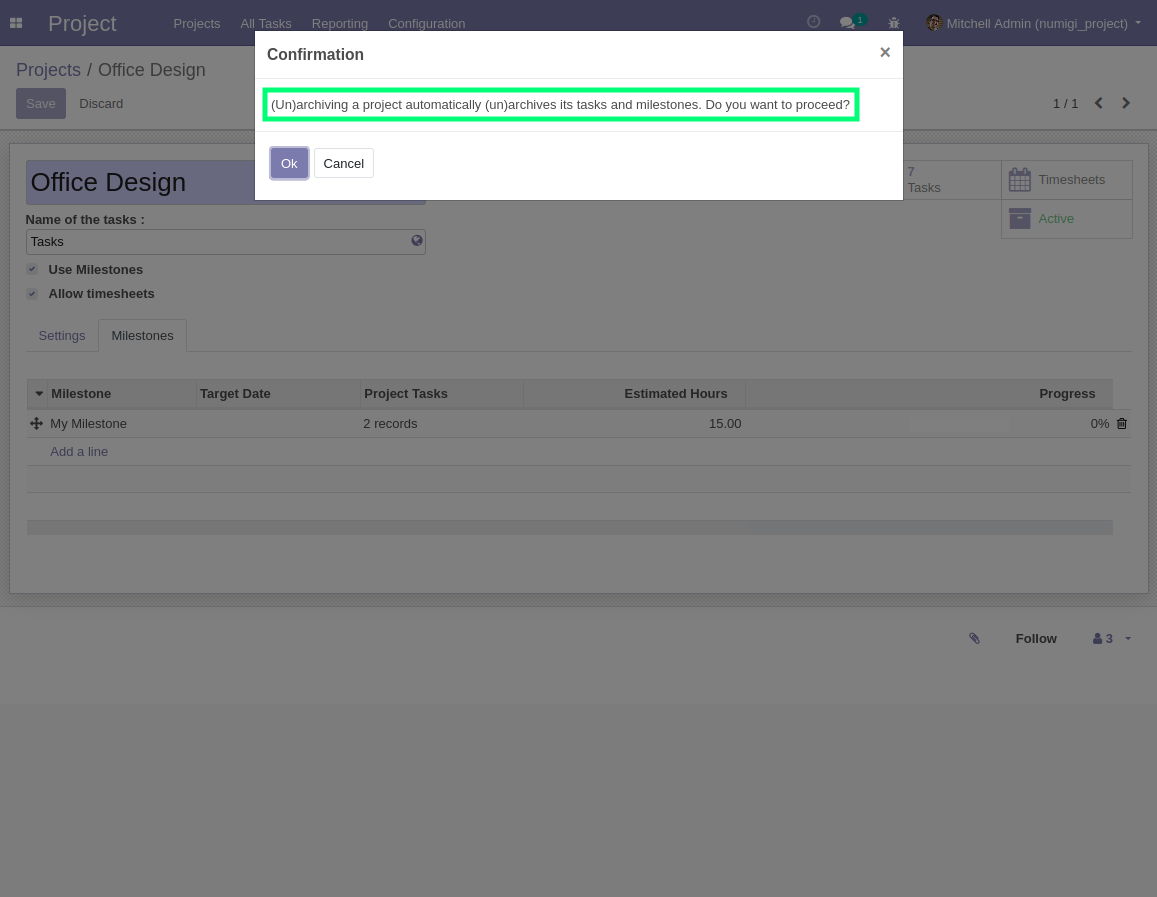 Project Projects All Tasks Reporting Configuration 1 Mitchell Admin (numigi_project)
Confirmation ×
(Un)archiving a project automatically (un)archives its tasks and milestones. Do you want to proceed?
Ok Cancel
Projects / Office Design
Save Discard 1 / 1
Office Design
7
Tasks
Timesheets
Active
Name of the tasks :
Tasks
Use Milestones
Allow timesheets
Settings Milestones
Milestone Target Date Project Tasks Estimated Hours Progress
My Milestone 2 records 15.00 0%
Add a line
Follow 3